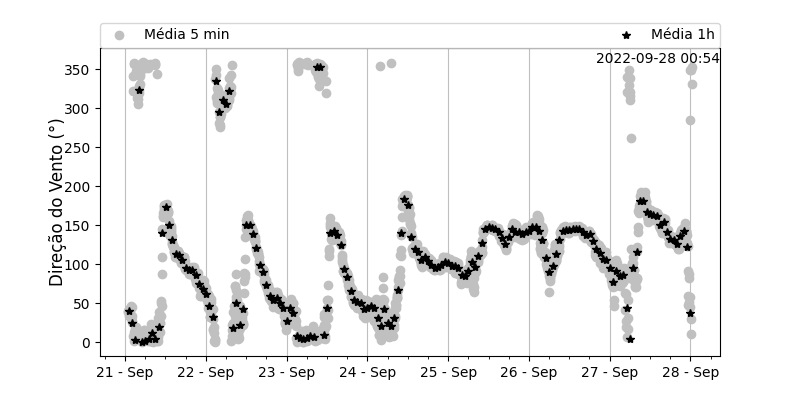 Média 5 min
Média 1h
2022-09-28 00:54
Direção do Vento (°)
350
300
250
200
150
100
50
0
21 - Sep
22 - Sep
23 - Sep
24 - Sep
25 - Sep
26 - Sep
27 - Sep
28 - Sep